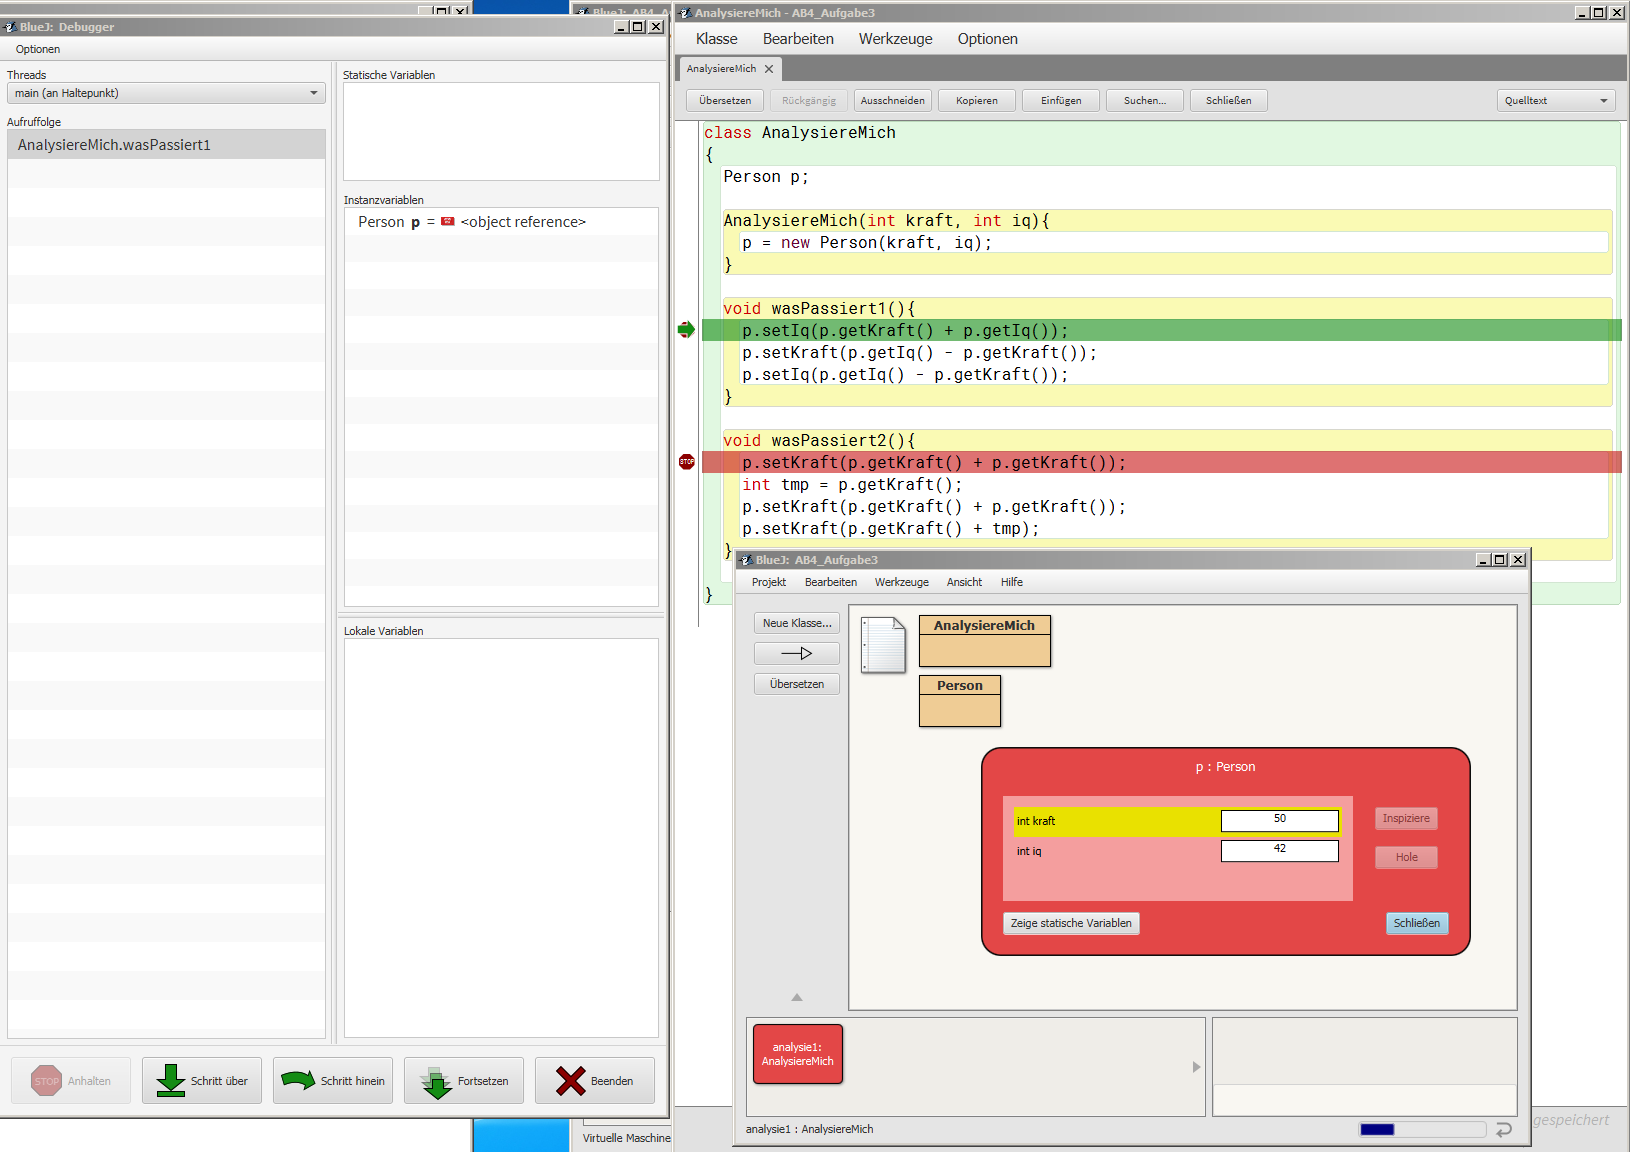 BlueJ: Debugger
Optionen
Threads
main (an Haltepunkt)
Aufruffolge
AnalysiereMich.wasPassiert1
Statische Variablen
Instanzvariablen
Person p = <object reference>
Lokale Variablen
STOP Anhalten
Schritt über
Schritt hinein
Fortsetzen
Beenden
Virtuelle Maschine
BlueJ: AB4_A
AnalysiereMich - AB4_Aufgabe3
Klasse Bearbeiten Werkzeuge Optionen
AnalysiereMich
Übersetzen Rückgängig Ausschneiden Kopieren Einfügen Suchen... Schließen Quelltext
class AnalysiereMich
{
Person p;
AnalysiereMich(int kraft, int iq){
p = new Person(kraft, iq);
}
void wasPassiert1(){
p.setIq(p.getKraft() + p.getIq());
p.setKraft(p.getIq() - p.getKraft());
p.setIq(p.getIq() - p.getKraft());
}
void wasPassiert2(){
STOP p.setKraft(p.getKraft() + p.getKraft());
int tmp = p.getKraft();
p.setKraft(p.getKraft() + p.getKraft());
p.setKraft(p.getKraft() + tmp);
}
}
BlueJ: AB4_Aufgabe3
Projekt Bearbeiten Werkzeuge Ansicht Hilfe
Neue Klasse...
Übersetzen
AnalysiereMich
Person
p : Person
int kraft 50
int iq 42
Inspiziere
Hole
Zeige statische Variablen
Schließen
analysie1:
AnalysiereMich
analysie1 : AnalysiereMich
gespeichert